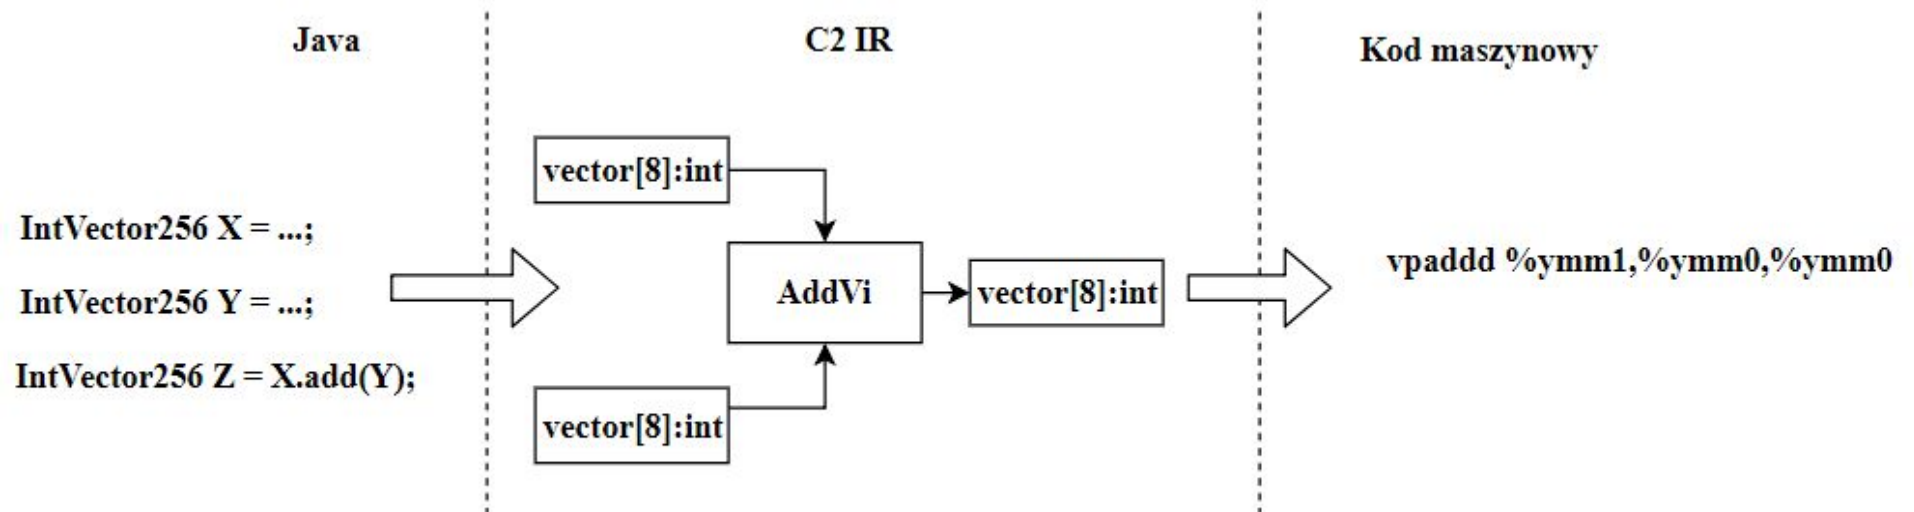 Java
C2 IR
Kod maszynowy
IntVector256 X = ...;
IntVector256 Y = ...;
IntVector256 Z = X.add(Y);
vector[8]:int
AddVi
vector[8]:int
vector[8]:int
vpaddd %ymm1,%ymm0,%ymm0